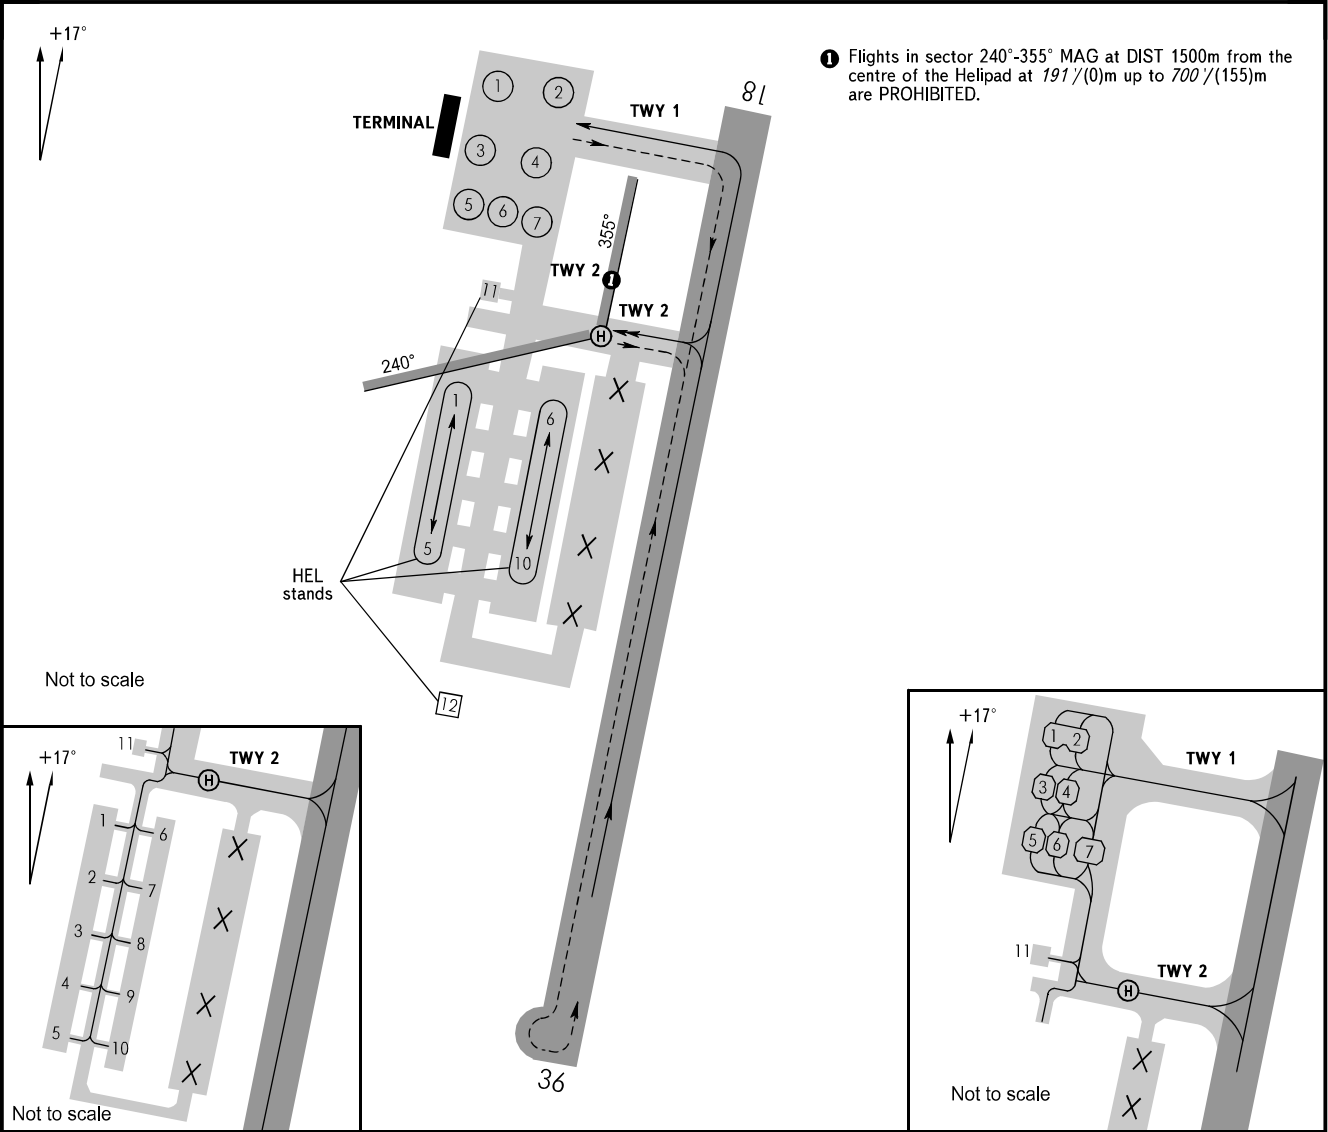 +17°
❶ Flights in sector 240°-355° MAG at DIST 1500m from the
centre of the Helipad at 191'/(0)m up to 700'/(155)m
are PROHIBITED.
18
1
2
TWY 1
TERMINAL
3
4
5
6
7
355°
TWY 2
1
11
TWY 2
H
240°
1
6
5
10
HEL
stands
12
Not to scale
36
+17°
11
TWY 2
H
1
6
2
7
3
8
4
9
5
10
Not to scale
+17°
1
2
TWY 1
3
4
5
6
7
11
TWY 2
H
Not to scale